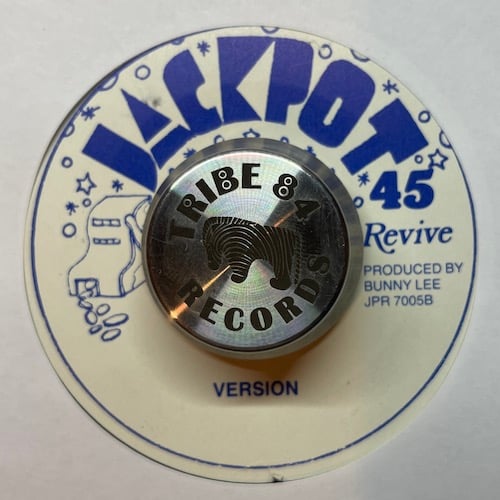 JACKPOT
TRIBE 84
RECORDS
45
Revive
PRODUCED BY
BUNNY LEE
JPR 7005B
VERSION